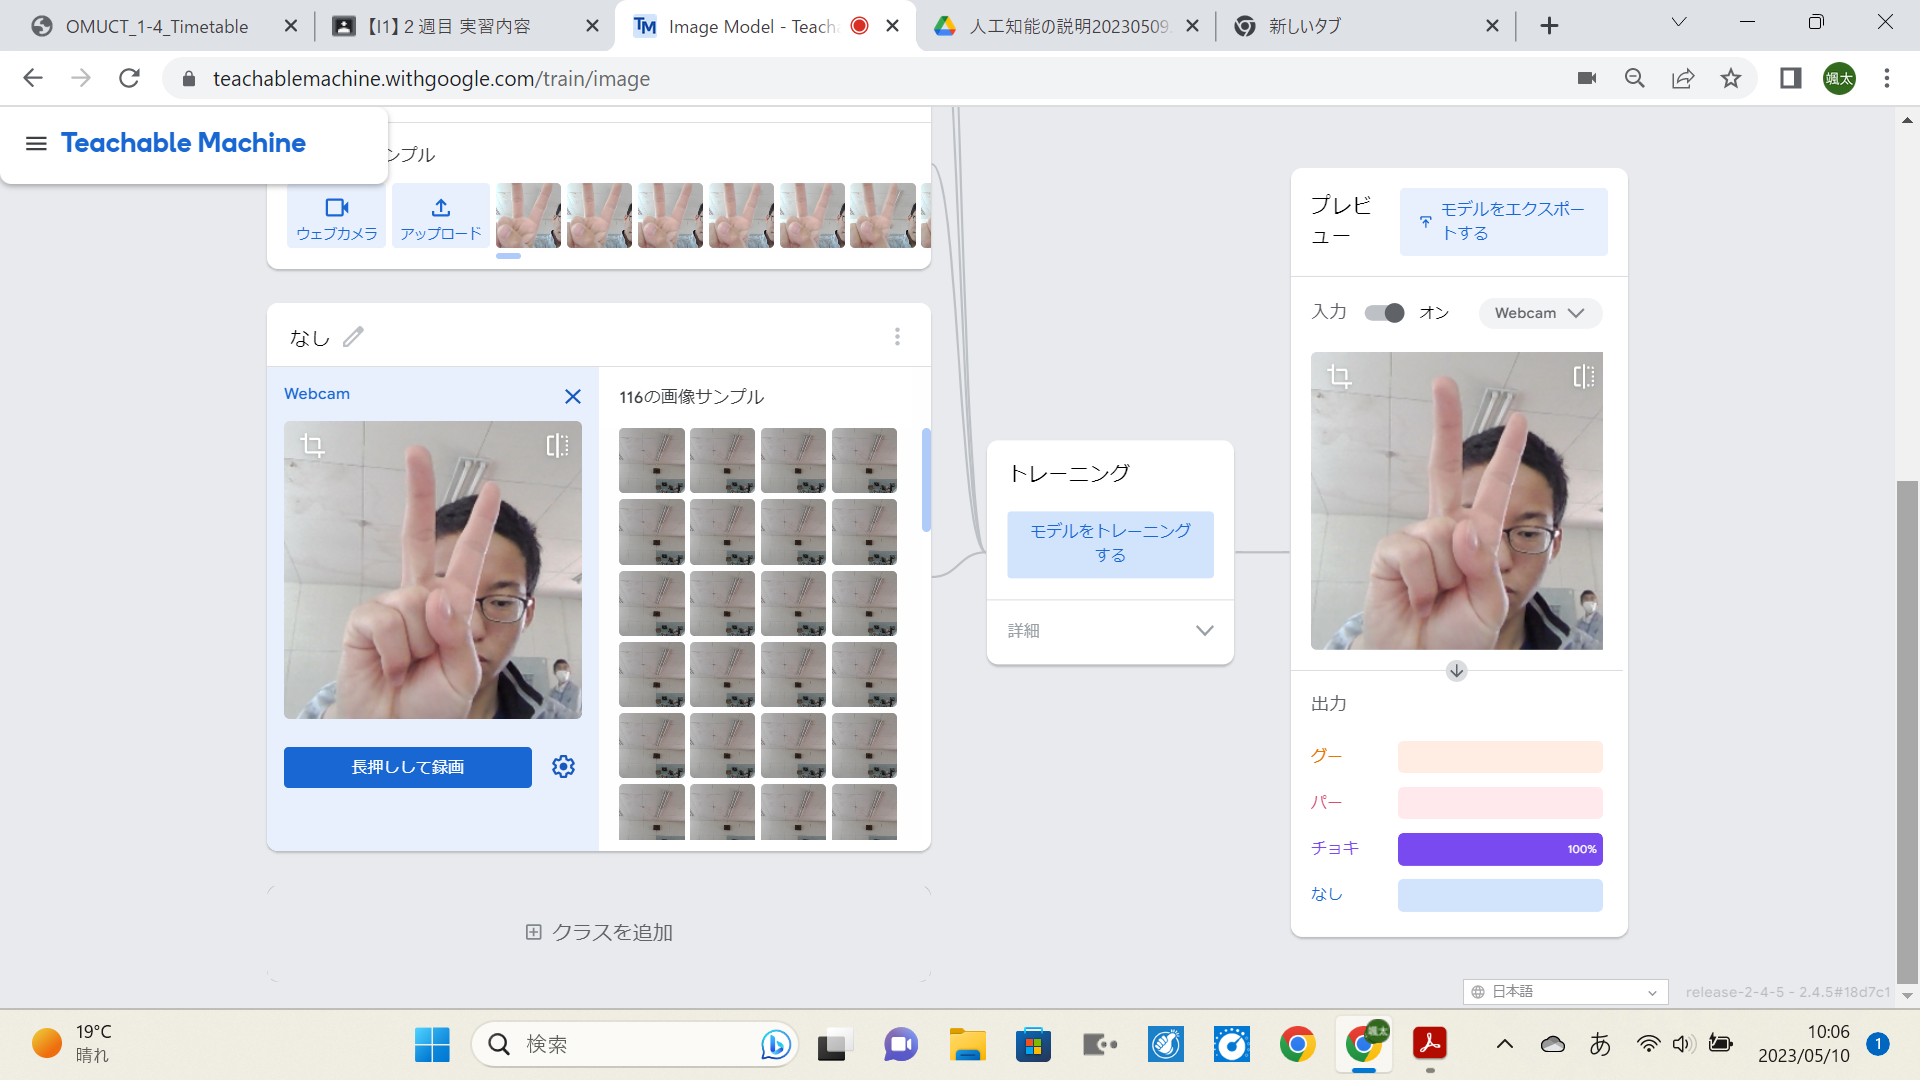 OMUCT_1-4_Timetable
【I1】２週目 実習内容
Image Model - Teach
人工知能の説明20230509.
新しいタブ
teachablemachine.withgoogle.com/train/image
颯太
Teachable Machine
ンプル
ウェブカメラ
アップロード
なし
Webcam
116の画像サンプル
長押しして録画
クラスを追加
トレーニング
モデルをトレーニング
する
詳細
プレビ
ュー
モデルをエクスポー
トする
入力
オン
Webcam
出力
グー
パー
チョキ
100%
なし
日本語
release-2-4-5 - 2.4.5#18d7c1
19°C
晴れ
検索
颯太
あ
10:06
2023/05/10
1